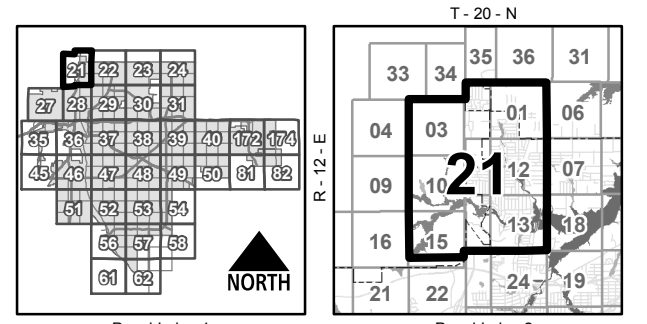 T - 20 - N
21 22 23 24
27 28 29 30 31
35 36 37 38 39 40 172 174
45 46 47 48 49 50 81 82
51 52 53 54
56 57 58
61 62
NORTH
R - 12 - E
35 36 31
33 34
01 06
04 03
21
09 10 12 07
16 15 13 18
21 22 24 19